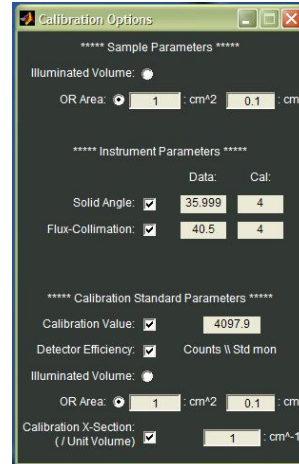 Calibration Options
***** Sample Parameters *****
Illuminated Volume:
OR Area: 1 : cm^2 0.1 : cm
***** Instrument Parameters *****
Data: Cal:
Solid Angle: 35.999 4
Flux-Collimation: 40.5 4
***** Calibration Standard Parameters *****
Calibration Value: 4097.9
Detector Efficiency: Counts \\ Std mon
Illuminated Volume:
OR Area: 1 : cm^2 0.1 : cm
Calibration X-Section:
( / Unit Volume) 1 : cm^-1